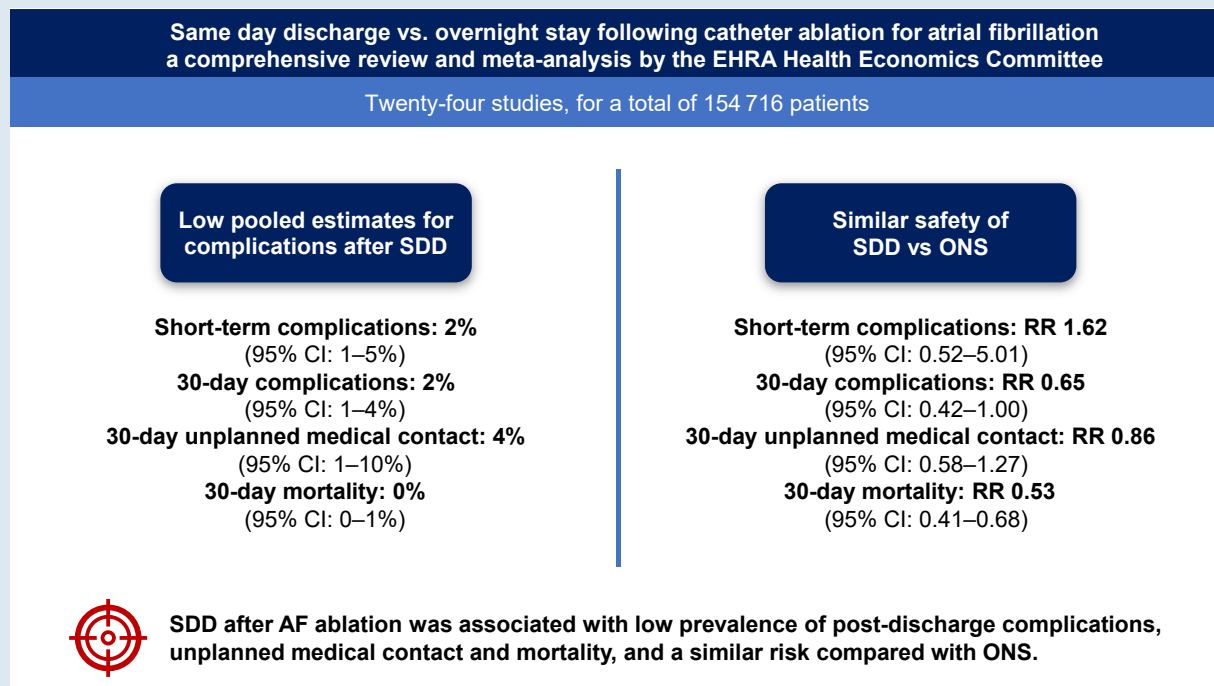 Same day discharge vs. overnight stay following catheter ablation for atrial fibrillation
a comprehensive review and meta-analysis by the EHRA Health Economics Committee
Twenty-four studies, for a total of 154 716 patients
Low pooled estimates for
complications after SDD
Short-term complications: 2%
(95% CI: 1–5%)
30-day complications: 2%
(95% CI: 1–4%)
30-day unplanned medical contact: 4%
(95% CI: 1–10%)
30-day mortality: 0%
(95% CI: 0–1%)
Similar safety of
SDD vs ONS
Short-term complications: RR 1.62
(95% CI: 0.52–5.01)
30-day complications: RR 0.65
(95% CI: 0.42–1.00)
30-day unplanned medical contact: RR 0.86
(95% CI: 0.58–1.27)
30-day mortality: RR 0.53
(95% CI: 0.41–0.68)
SDD after AF ablation was associated with low prevalence of post-discharge complications,
unplanned medical contact and mortality, and a similar risk compared with ONS.